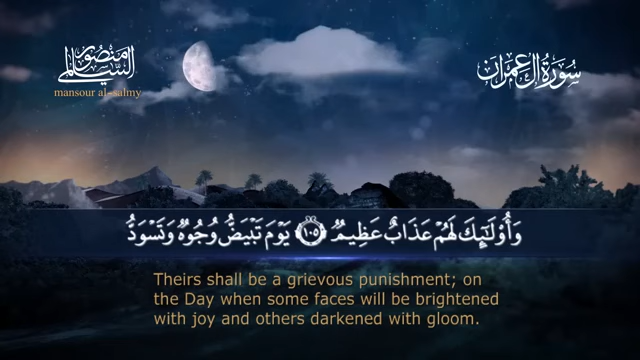 منصور السالمي
mansour al-salmy
سورة آل عمران
وَأُوْلَٰٓئِكَ لَهُمْ عَذَابٌ عَظِيمٌ ۝١٠٥ يَوْمَ تَبْيَضُّ وُجُوهٌ وَتَسْوَدُّ
Theirs shall be a grievous punishment; on
the Day when some faces will be brightened
with joy and others darkened with gloom.